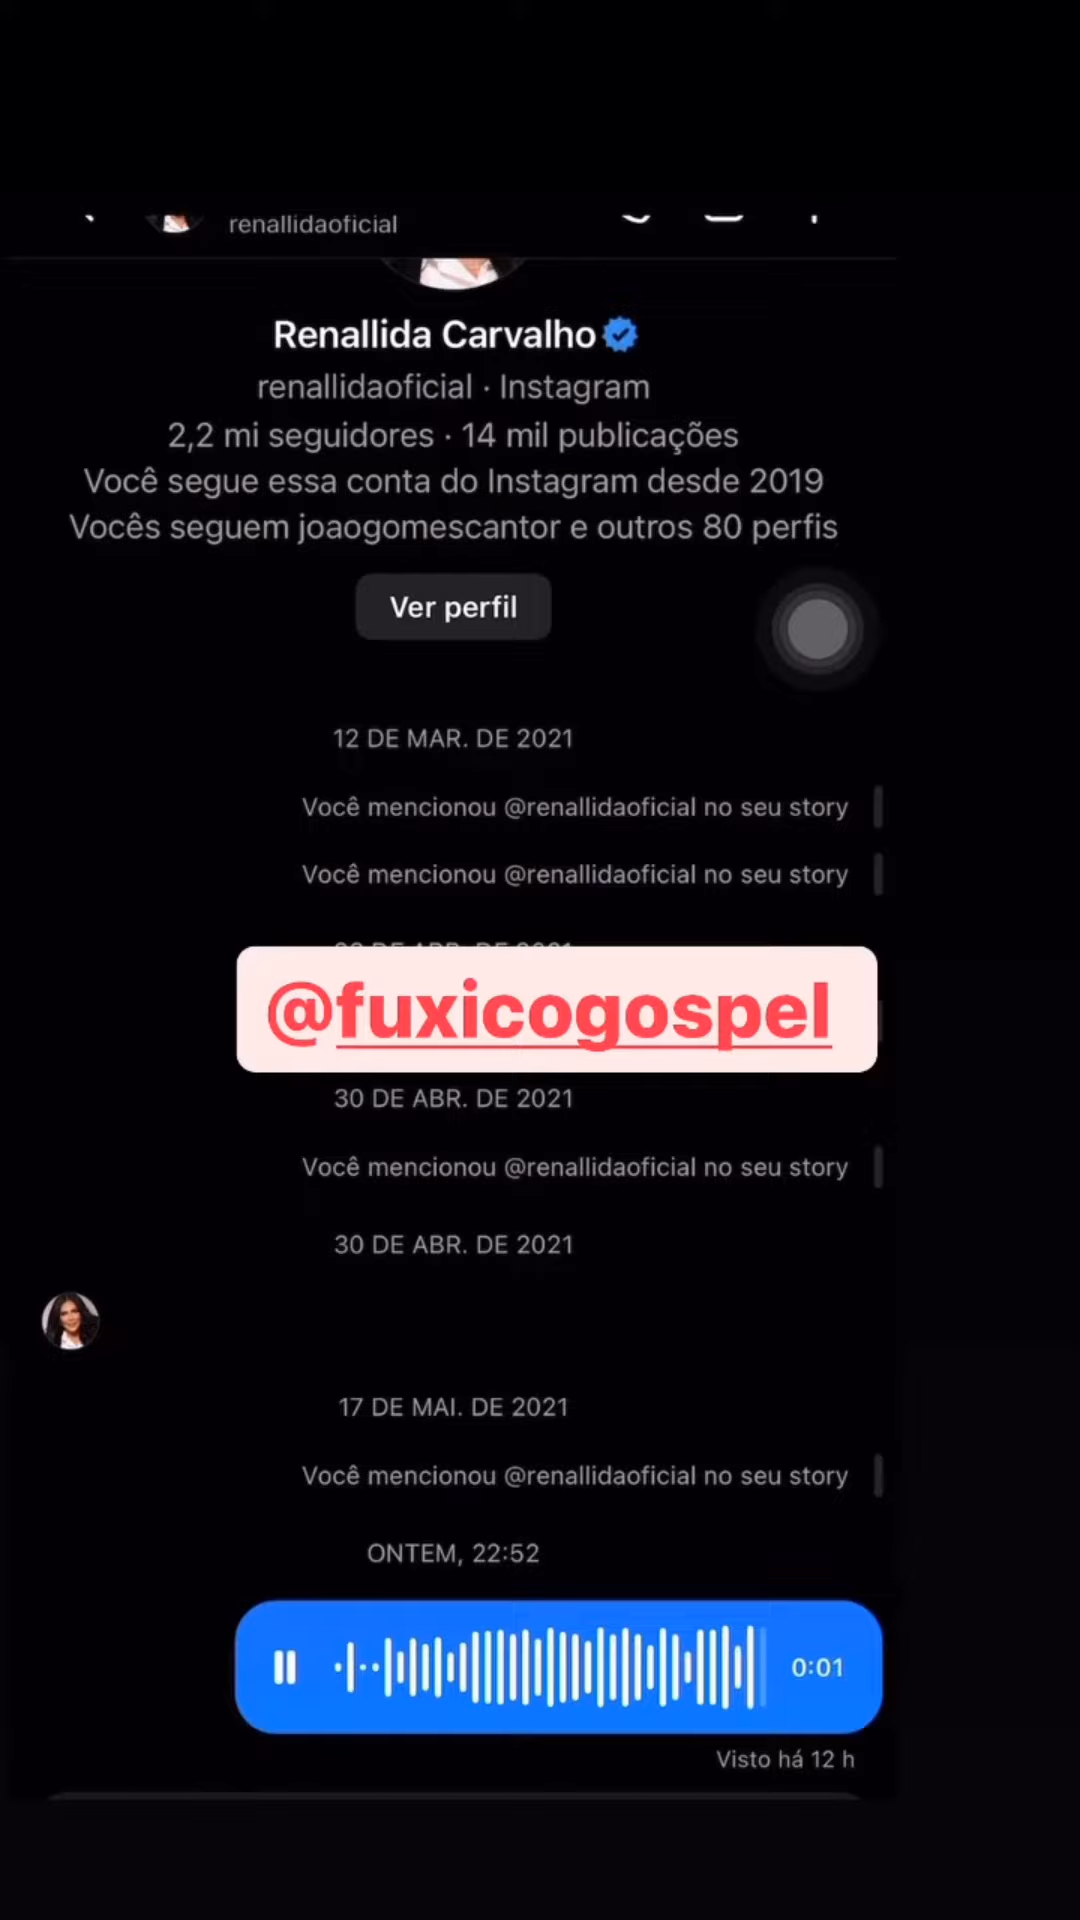 renallidaoficial
Renallida Carvalho
renallidaoficial · Instagram
2,2 mi seguidores · 14 mil publicações
Você segue essa conta do Instagram desde 2019
Vocês seguem joaogomescantor e outros 80 perfis
Ver perfil
12 DE MAR. DE 2021
Você mencionou @renallidaoficial no seu story
Você mencionou @renallidaoficial no seu story
@fuxicogospel
30 DE ABR. DE 2021
Você mencionou @renallidaoficial no seu story
30 DE ABR. DE 2021
17 DE MAI. DE 2021
Você mencionou @renallidaoficial no seu story
ONTEM, 22:52
0:01
Visto há 12 h